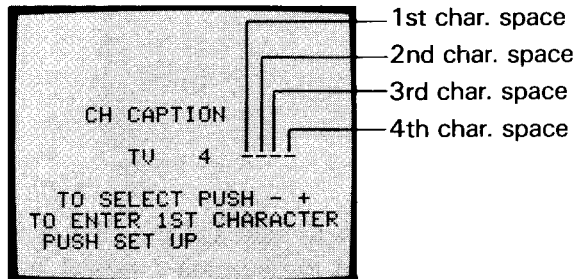 1st char. space
2nd char. space
3rd char. space
4th char. space
CH CAPTION
TV 4 ----
TO SELECT PUSH - +
TO ENTER 1ST CHARACTER
PUSH SET UP